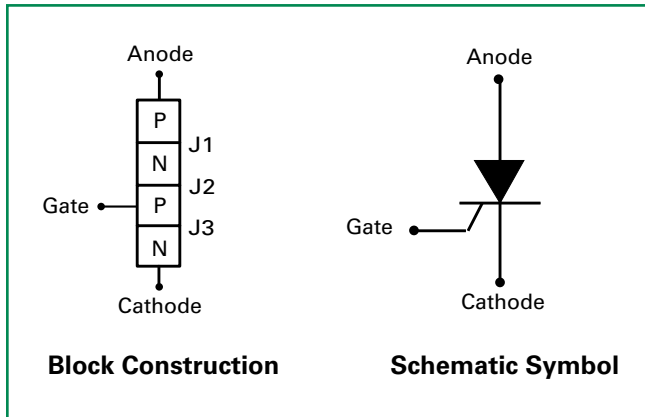 Anode
P
J1
N
J2
Gate
P
J3
N
Cathode
Block Construction
Anode
Gate
Cathode
Schematic Symbol